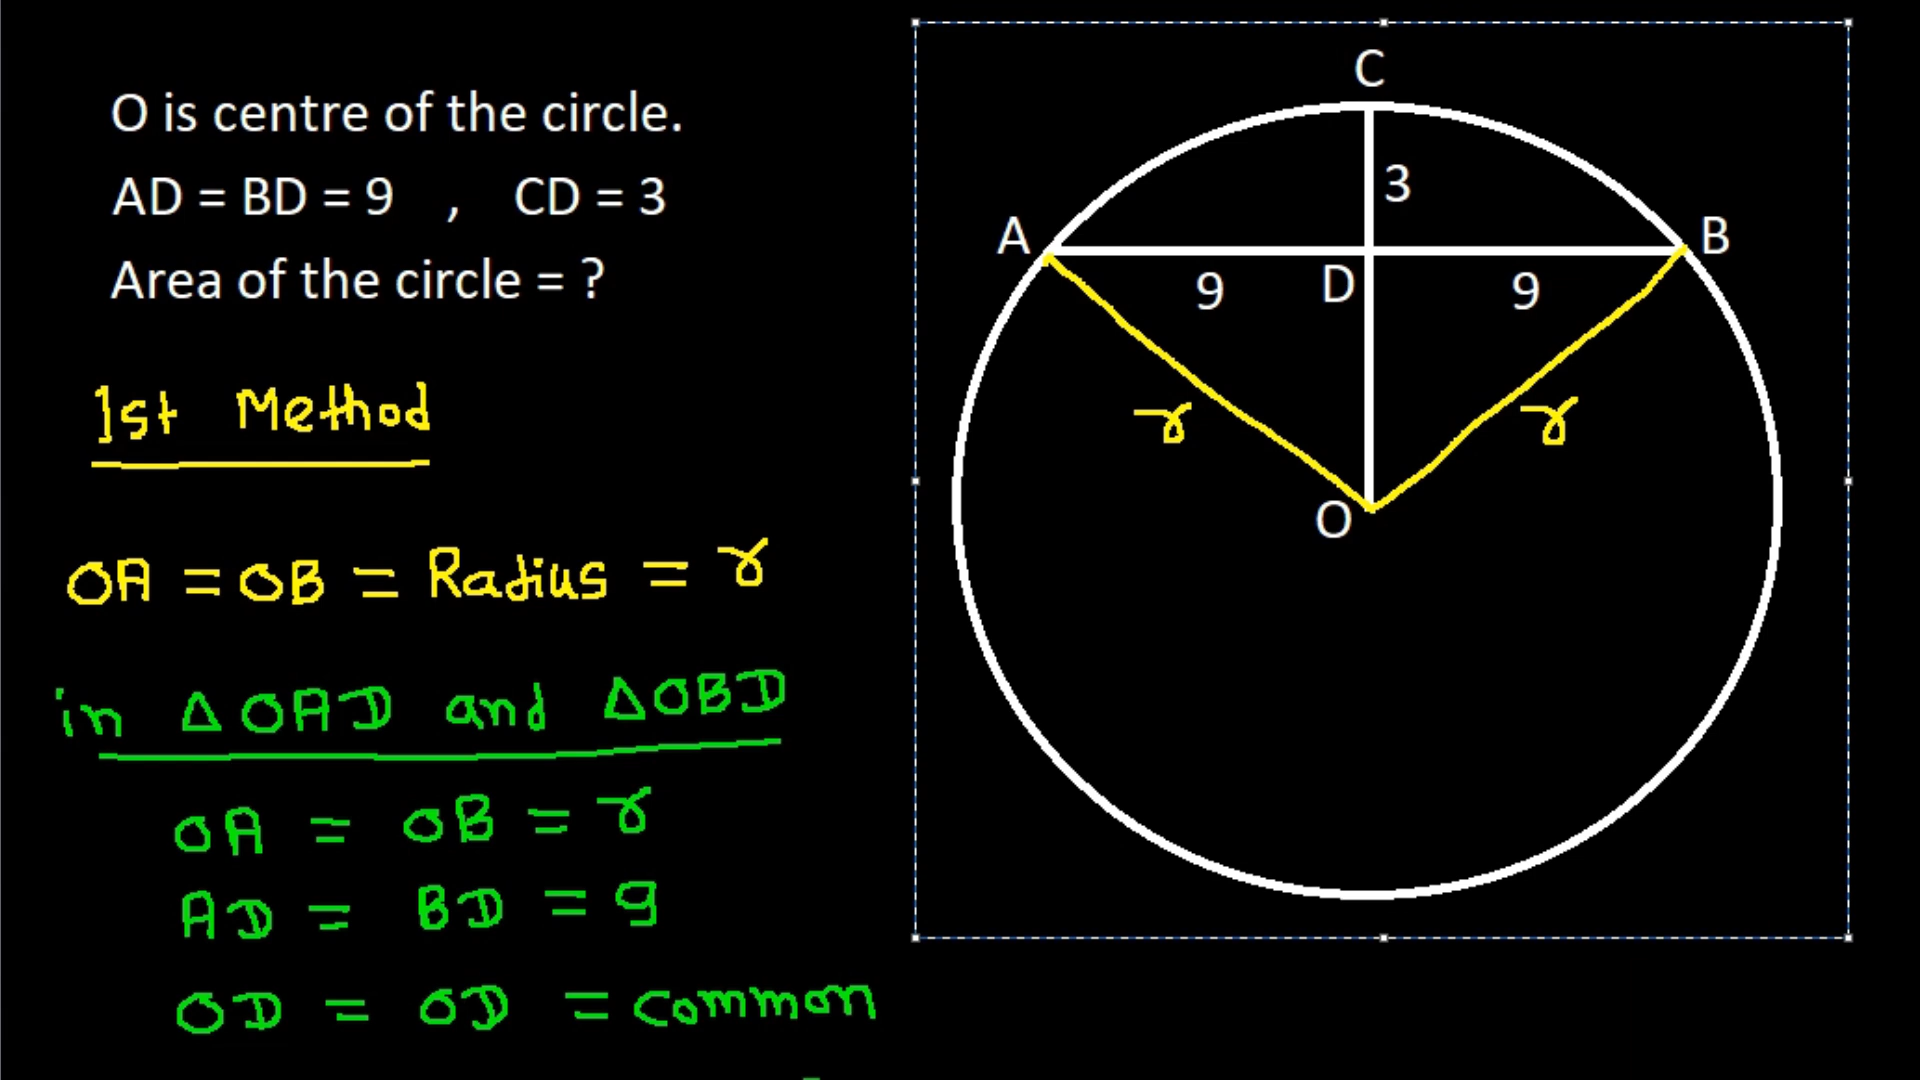 O is centre of the circle.
AD = BD = 9 , CD = 3
Area of the circle = ?
1st Method
OA = OB = Radius = r
in Δ OAD and ΔOBD
OA = OB = r
AD = BD = 9
OD = OD = common
C
3
A
B
9
D
9
r
r
O